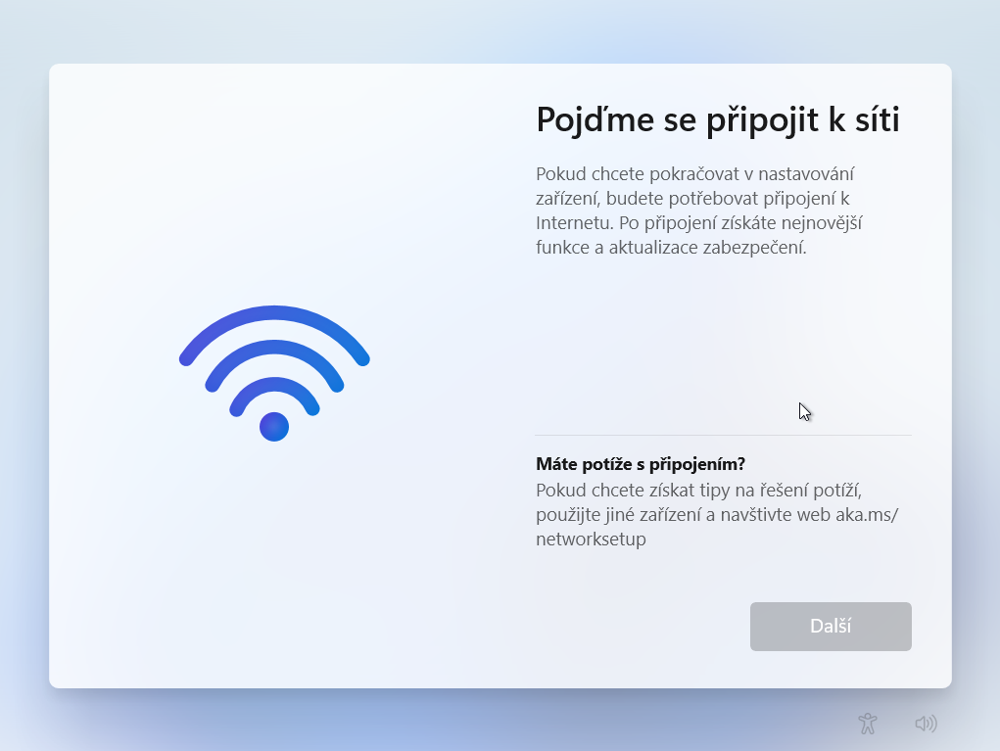 Pojďme se připojit k síti
Pokud chcete pokračovat v nastavování
zařízení, budete potřebovat připojení k
Internetu. Po připojení získáte nejnovější
funkce a aktualizace zabezpečení.
Máte potíže s připojením?
Pokud chcete získat tipy na řešení potíží,
použijte jiné zařízení a navštivte web aka.ms/
networksetup
Další